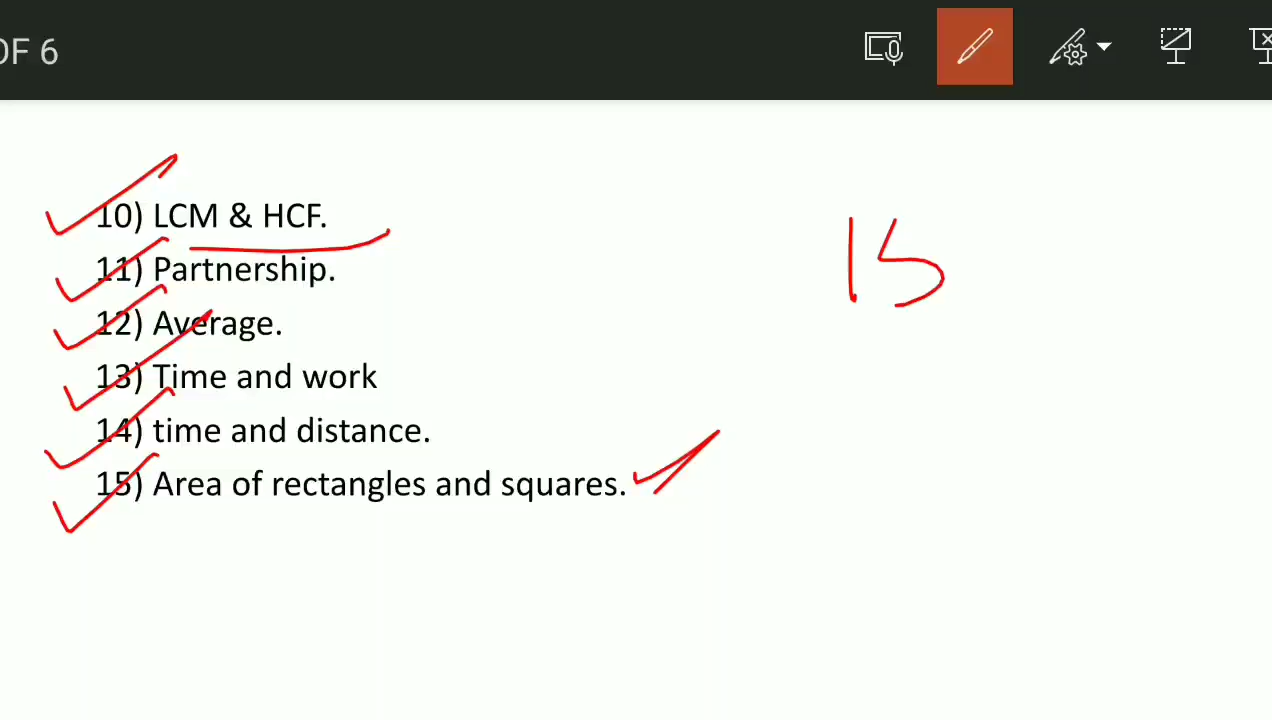 OF 6
10) LCM & HCF.
11) Partnership.
12) Average.
13) Time and work
14) time and distance.
15) Area of rectangles and squares.
15